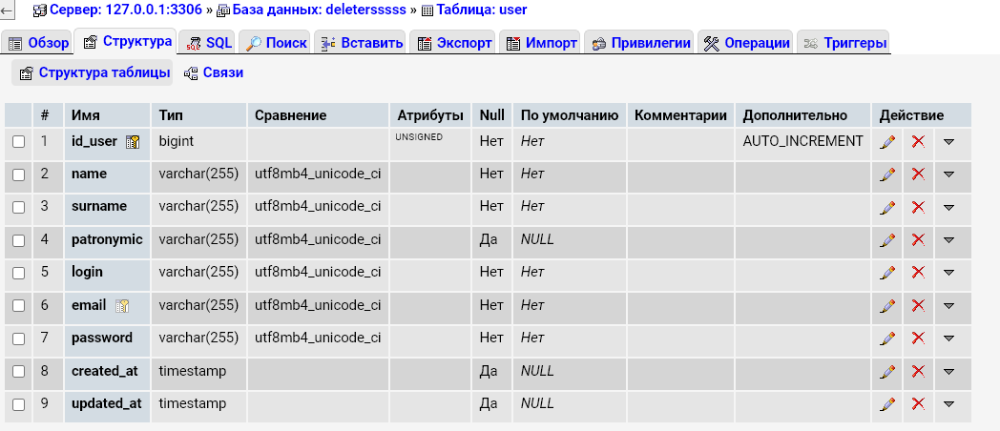 ← Сервер: 127.0.0.1:3306 » База данных: deletersssss » Таблица: user
Обзор Структура SQL Поиск Вставить Экспорт Импорт Привилегии Операции Триггеры
Структура таблицы Связи
# Имя Тип Сравнение Атрибуты Null По умолчанию Комментарии Дополнительно Действие
1 id_user bigint UNSIGNED Нет Нет AUTO_INCREMENT
2 name varchar(255) utf8mb4_unicode_ci Нет Нет
3 surname varchar(255) utf8mb4_unicode_ci Нет Нет
4 patronymic varchar(255) utf8mb4_unicode_ci Да NULL
5 login varchar(255) utf8mb4_unicode_ci Нет Нет
6 email varchar(255) utf8mb4_unicode_ci Нет Нет
7 password varchar(255) utf8mb4_unicode_ci Нет Нет
8 created_at timestamp Да NULL
9 updated_at timestamp Да NULL